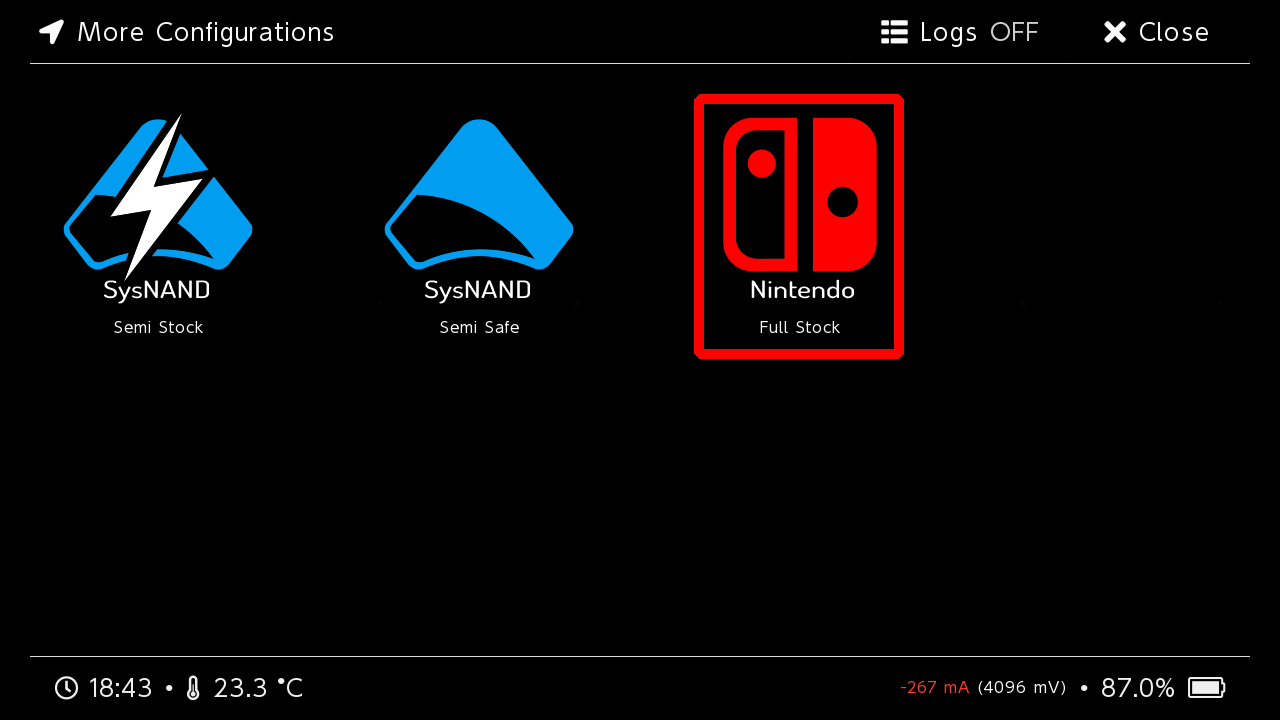 More Configurations
Logs OFF
Close
SysNAND
Semi Stock
SysNAND
Semi Safe
Nintendo
Full Stock
18:43 • 23.3 °C
-267 mA (4096 mV) • 87.0%